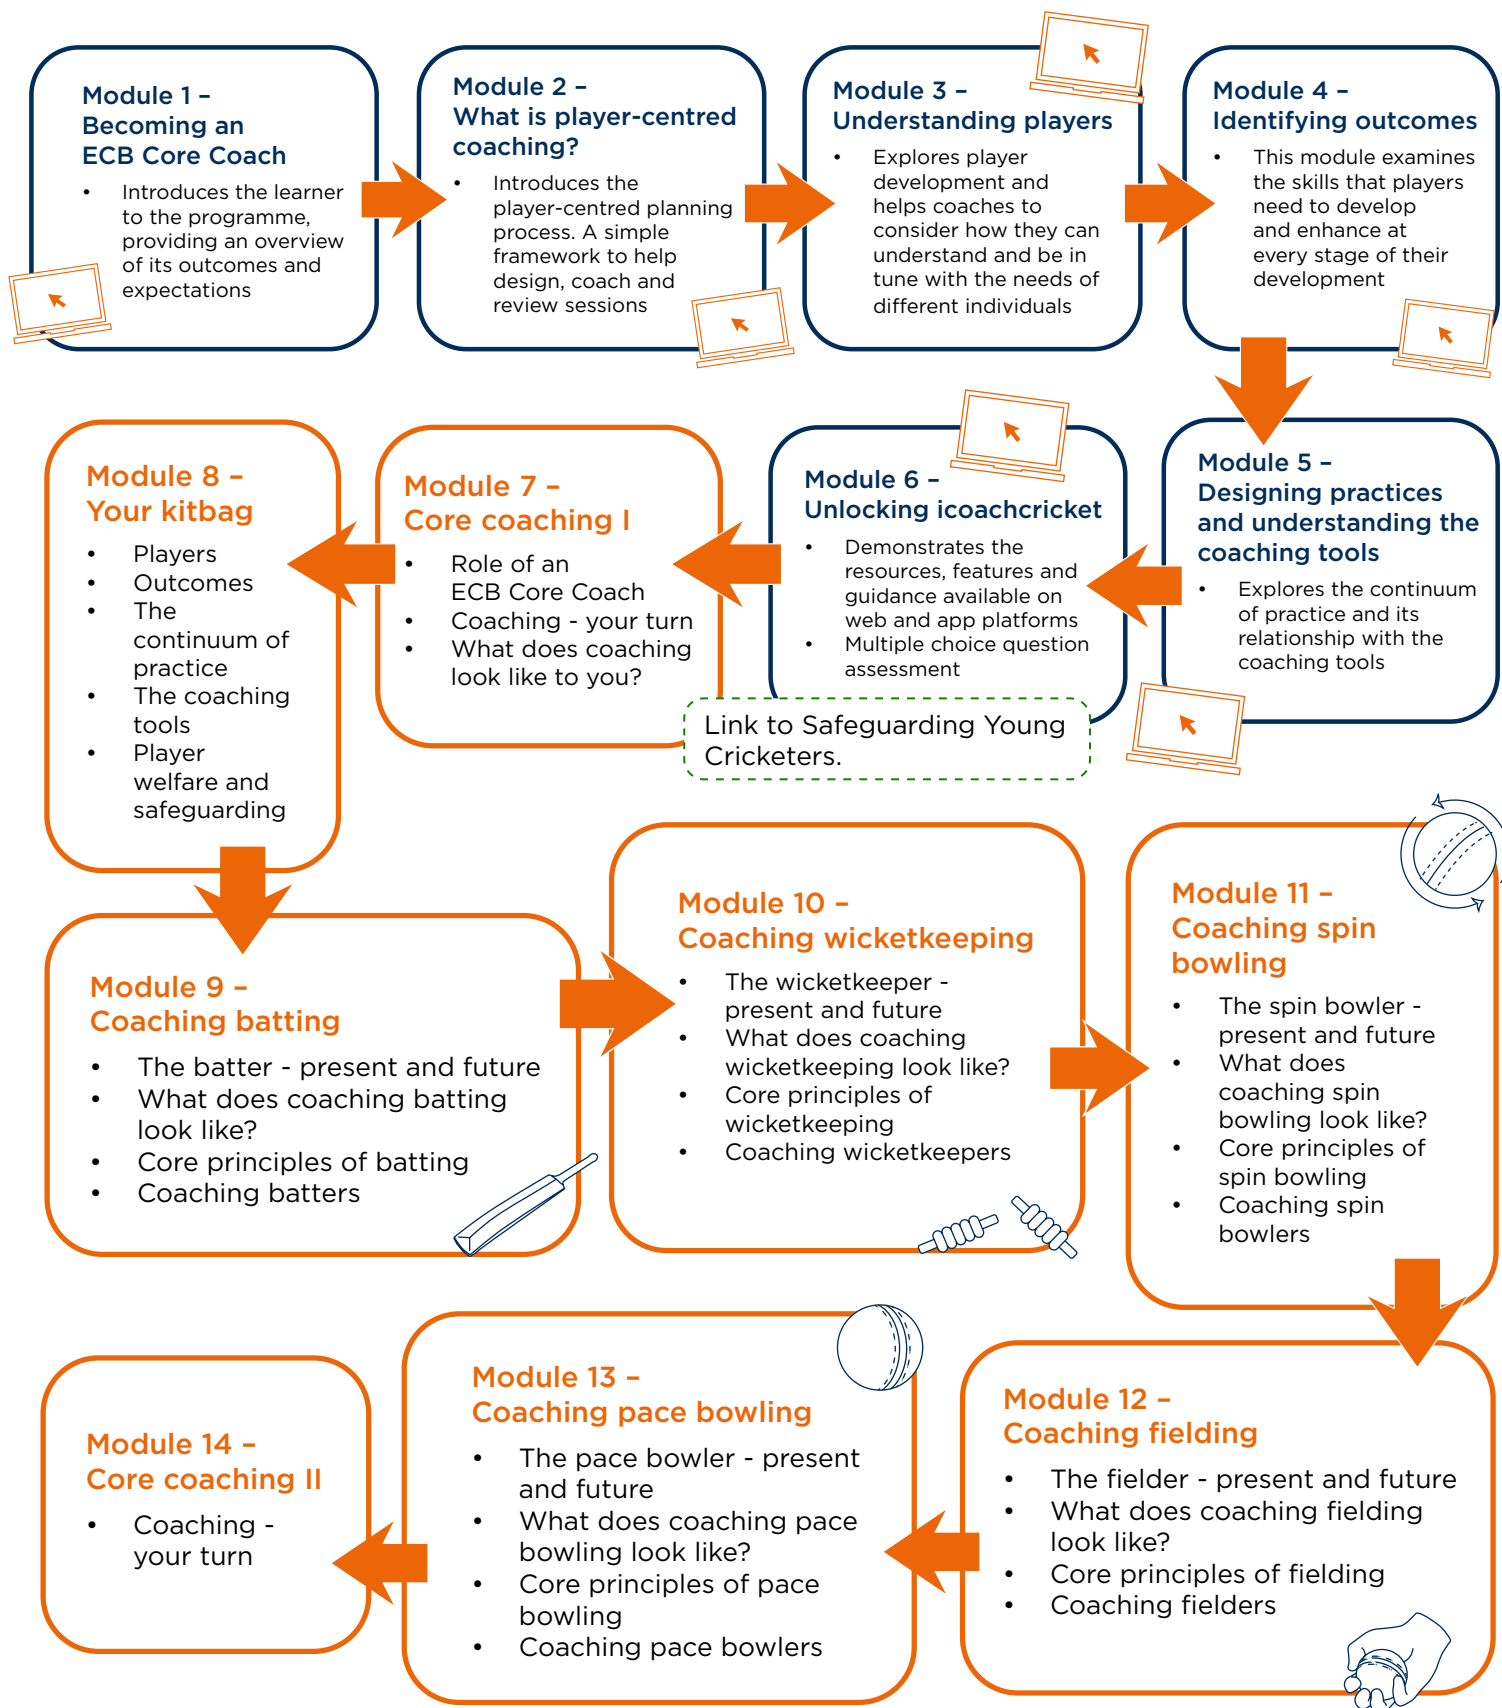 Module 1 –
Becoming an
ECB Core Coach
• Introduces the learner
to the programme,
providing an overview
of its outcomes and
expectations
Module 2 –
What is player-centred
coaching?
• Introduces the
player-centred planning
process. A simple
framework to help
design, coach and
review sessions
Module 3 –
Understanding players
• Explores player
development and
helps coaches to
consider how they can
understand and be in
tune with the needs of
different individuals
Module 4 –
Identifying outcomes
• This module examines
the skills that players
need to develop
and enhance at
every stage of their
development
Module 5 –
Designing practices
and understanding the
coaching tools
• Explores the continuum
of practice and its
relationship with the
coaching tools
Module 6 –
Unlocking icoachcricket
• Demonstrates the
resources, features and
guidance available on
web and app platforms
• Multiple choice question
assessment
Link to Safeguarding Young
Cricketers.
Module 7 –
Core coaching I
• Role of an
ECB Core Coach
• Coaching - your turn
• What does coaching
look like to you?
Module 8 –
Your kitbag
• Players
• Outcomes
• The
continuum of
practice
• The coaching
tools
• Player
welfare and
safeguarding
Module 9 –
Coaching batting
• The batter - present and future
• What does coaching batting
look like?
• Core principles of batting
• Coaching batters
Module 10 –
Coaching wicketkeeping
• The wicketkeeper -
present and future
• What does coaching
wicketkeeping look like?
• Core principles of
wicketkeeping
• Coaching wicketkeepers
Module 11 –
Coaching spin
bowling
• The spin bowler -
present and future
• What does
coaching spin
bowling look like?
• Core principles of
spin bowling
• Coaching spin
bowlers
Module 12 –
Coaching fielding
• The fielder - present and future
• What does coaching fielding
look like?
• Core principles of fielding
• Coaching fielders
Module 13 –
Coaching pace bowling
• The pace bowler - present
and future
• What does coaching pace
bowling look like?
• Core principles of pace
bowling
• Coaching pace bowlers
Module 14 –
Core coaching II
• Coaching -
your turn